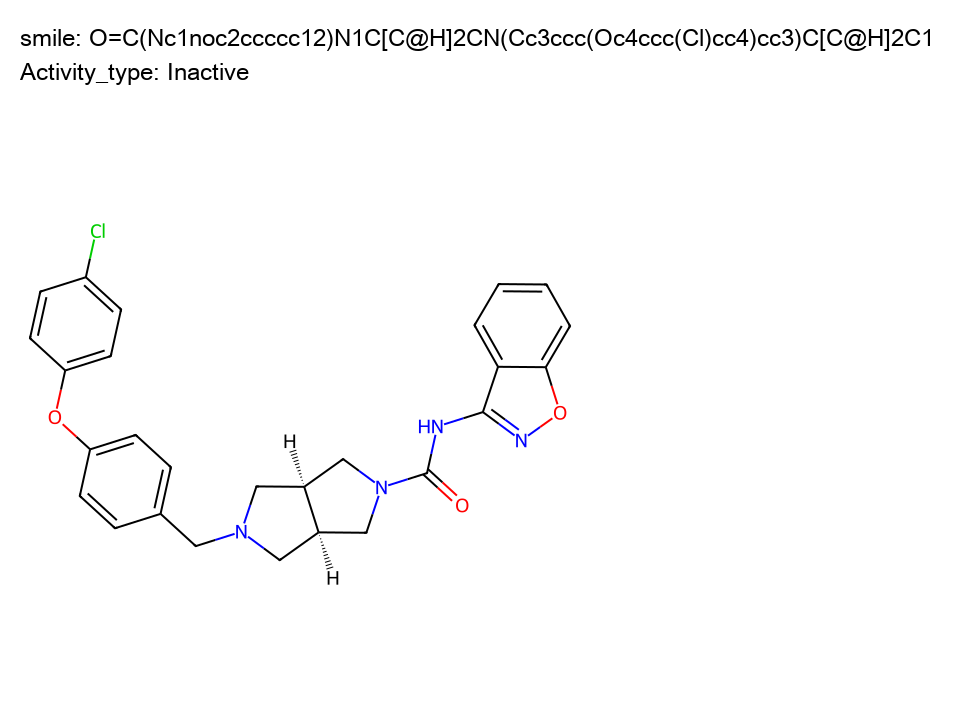 smile: O=C(Nc1noc2ccccc12)N1C[C@H]2CN(Cc3ccc(Oc4ccc(Cl)cc4)cc3)C[C@H]2C1
Activity_type: Inactive
Cl
O
HN
O
H
N
N
O
N
H